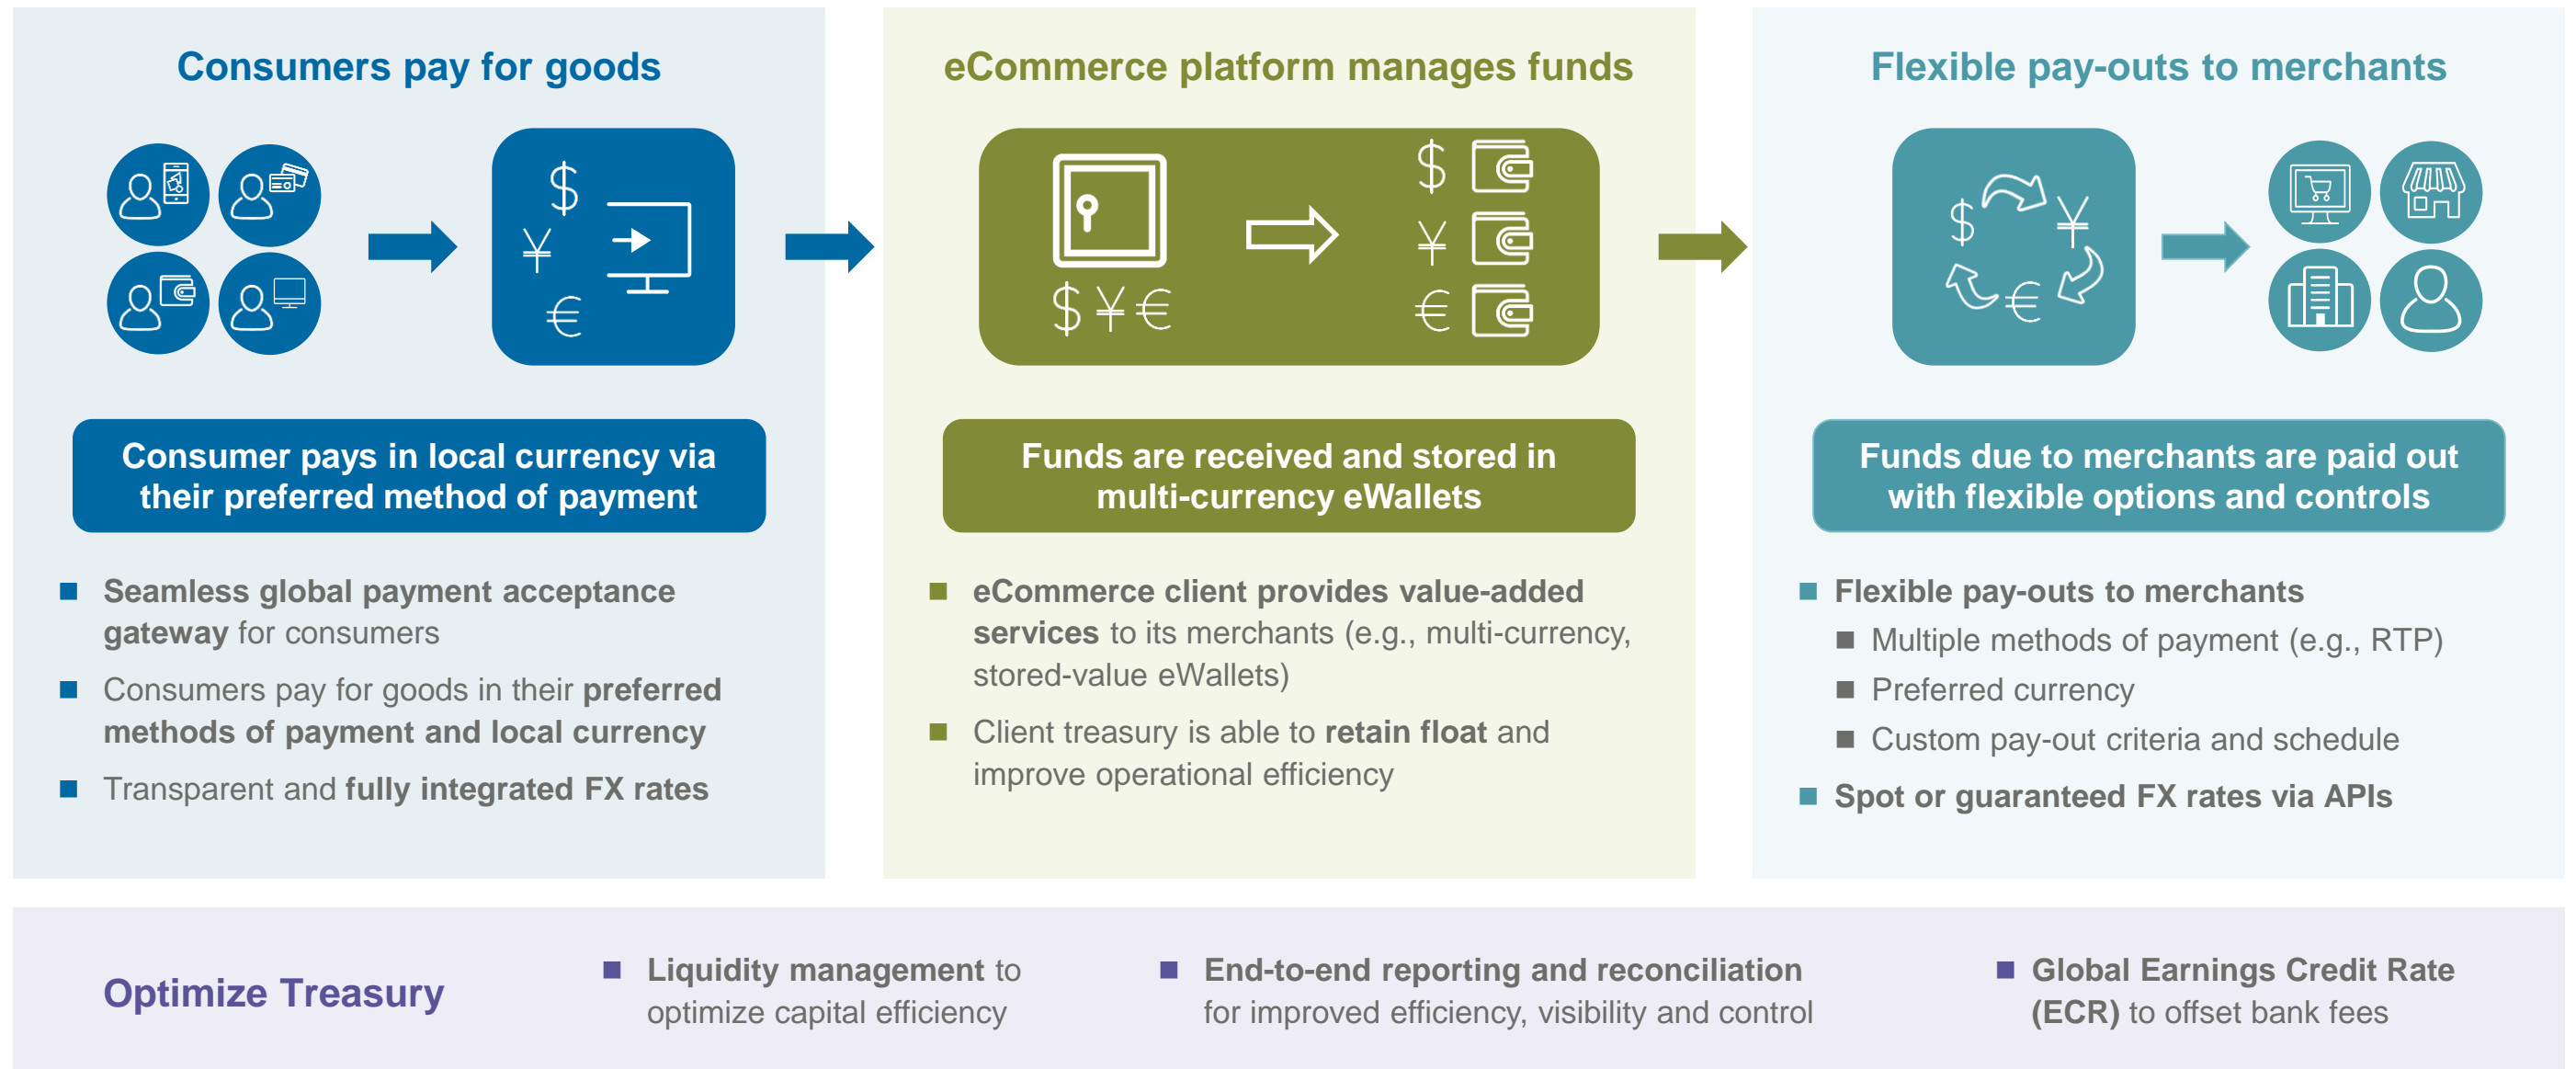 Consumers pay for goods
$
¥
€
Consumer pays in local currency via
their preferred method of payment
Seamless global payment acceptance
gateway for consumers
Consumers pay for goods in their preferred
methods of payment and local currency
Transparent and fully integrated FX rates
eCommerce platform manages funds
$ ¥ €
$
¥
€
Funds are received and stored in
multi-currency eWallets
eCommerce client provides value-added
services to its merchants (e.g., multi-currency,
stored-value eWallets)
Client treasury is able to retain float and
improve operational efficiency
Flexible pay-outs to merchants
$ ¥
€
Funds due to merchants are paid out
with flexible options and controls
Flexible pay-outs to merchants
Multiple methods of payment (e.g., RTP)
Preferred currency
Custom pay-out criteria and schedule
Spot or guaranteed FX rates via APIs
Optimize Treasury
Liquidity management to
optimize capital efficiency
End-to-end reporting and reconciliation
for improved efficiency, visibility and control
Global Earnings Credit Rate
(ECR) to offset bank fees